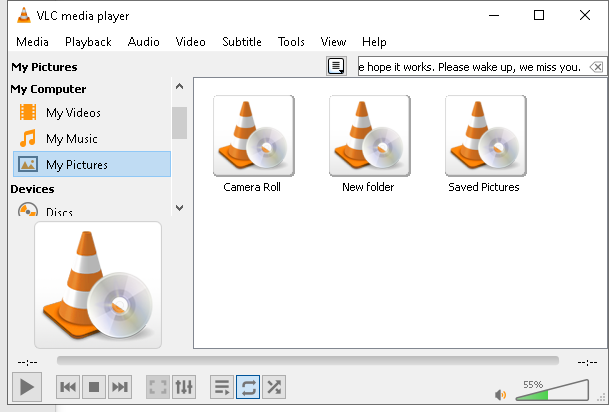 VLC media player
Media Playback Audio Video Subtitle Tools View Help
My Pictures
e hope it works. Please wake up, we miss you.
My Computer
My Videos
My Music
My Pictures
Devices
Discs
Camera Roll New folder Saved Pictures
--:-- --:--
55%